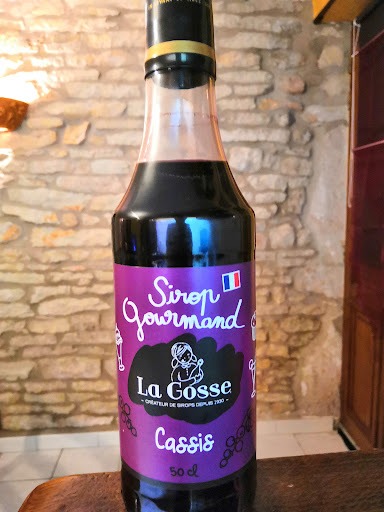 Sirop
Gourmand
La Gosse
- CRÉATEUR DE SIROPS DEPUIS 1930 -
Cassis
50 cl